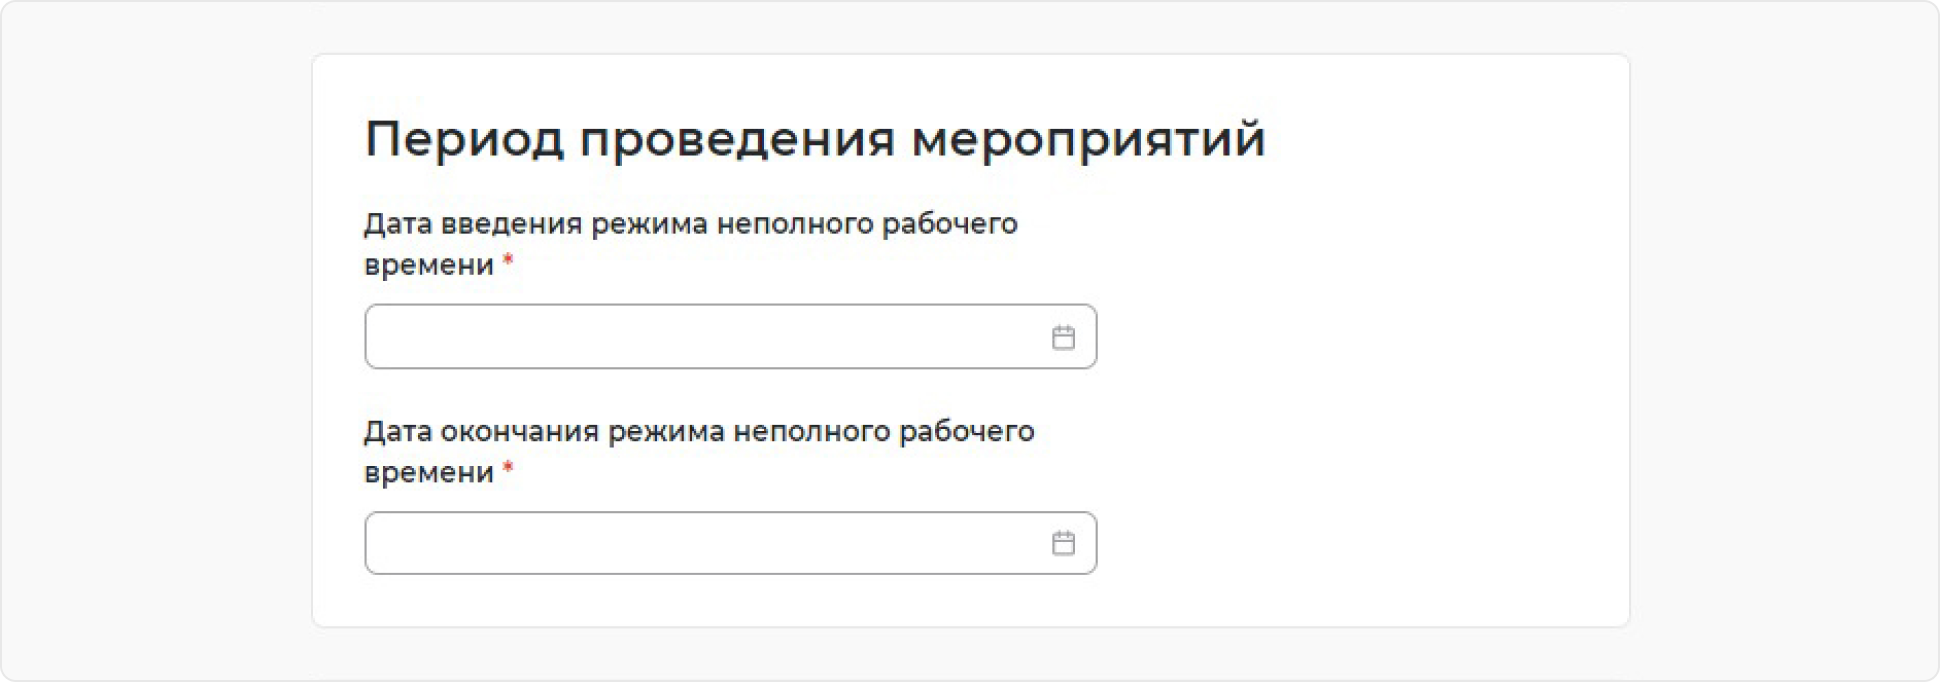 Период проведения мероприятий
Дата введения режима неполного рабочего
времени *
Дата окончания режима неполного рабочего
времени *